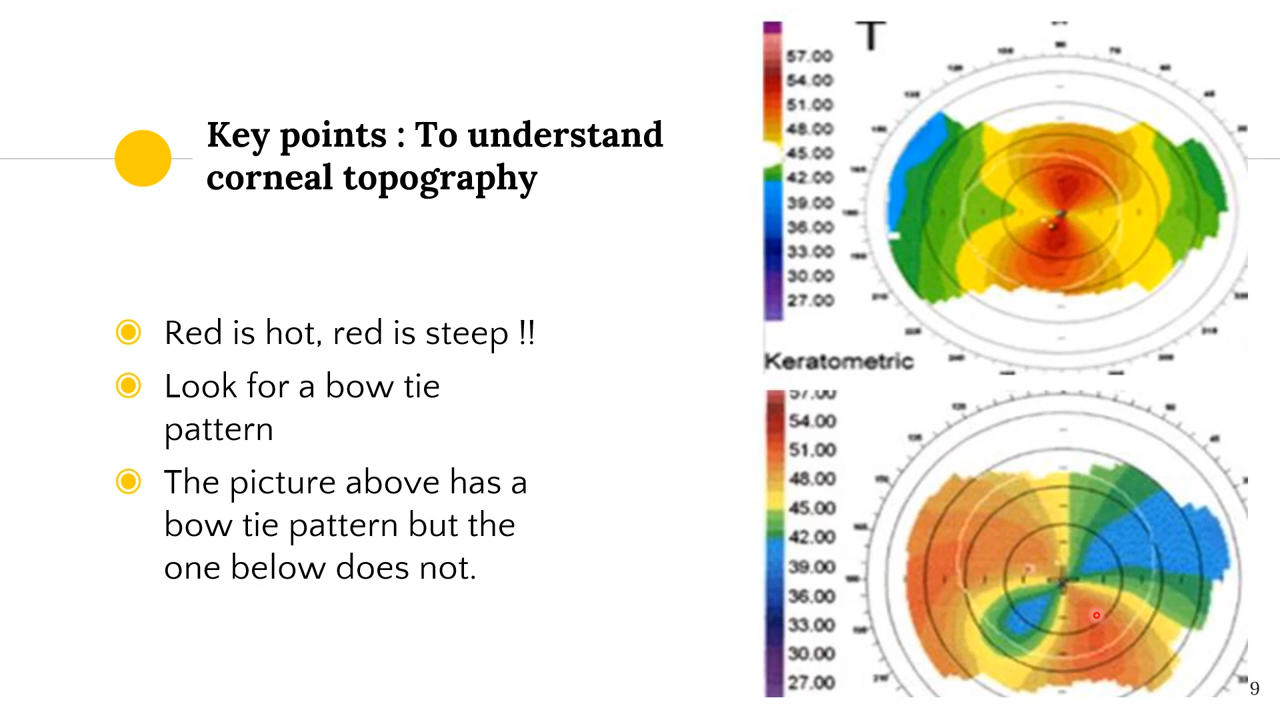 Key points : To understand
corneal topography
Red is hot, red is steep !!
Look for a bow tie
pattern
The picture above has a
bow tie pattern but the
one below does not.
T
57.00
54.00
51.00
48.00
45.00
42.00
39.00
36.00
33.00
30.00
27.00
Keratometric
57.00
54.00
51.00
48.00
45.00
42.00
39.00
36.00
33.00
30.00
27.00
9